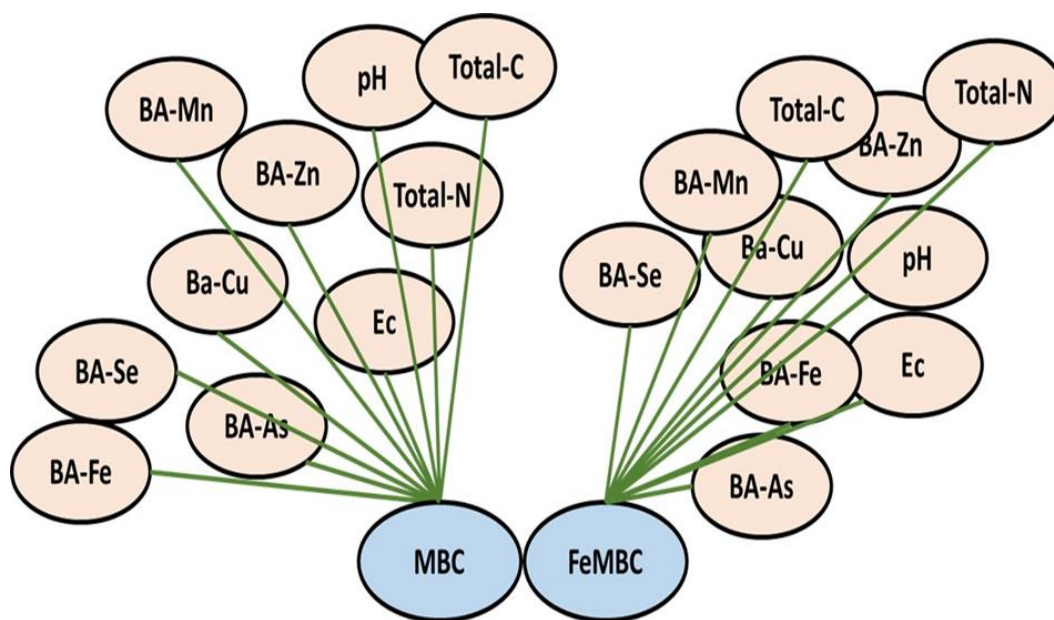 pH
Total-C
BA-Mn
BA-Zn
Total-N
Ba-Cu
Ec
BA-Se
BA-As
BA-Fe
MBC
Total-N
Total-C
BA-Zn
BA-Mn
Ba-Cu
pH
BA-Se
BA-Fe
Ec
BA-As
FeMBC